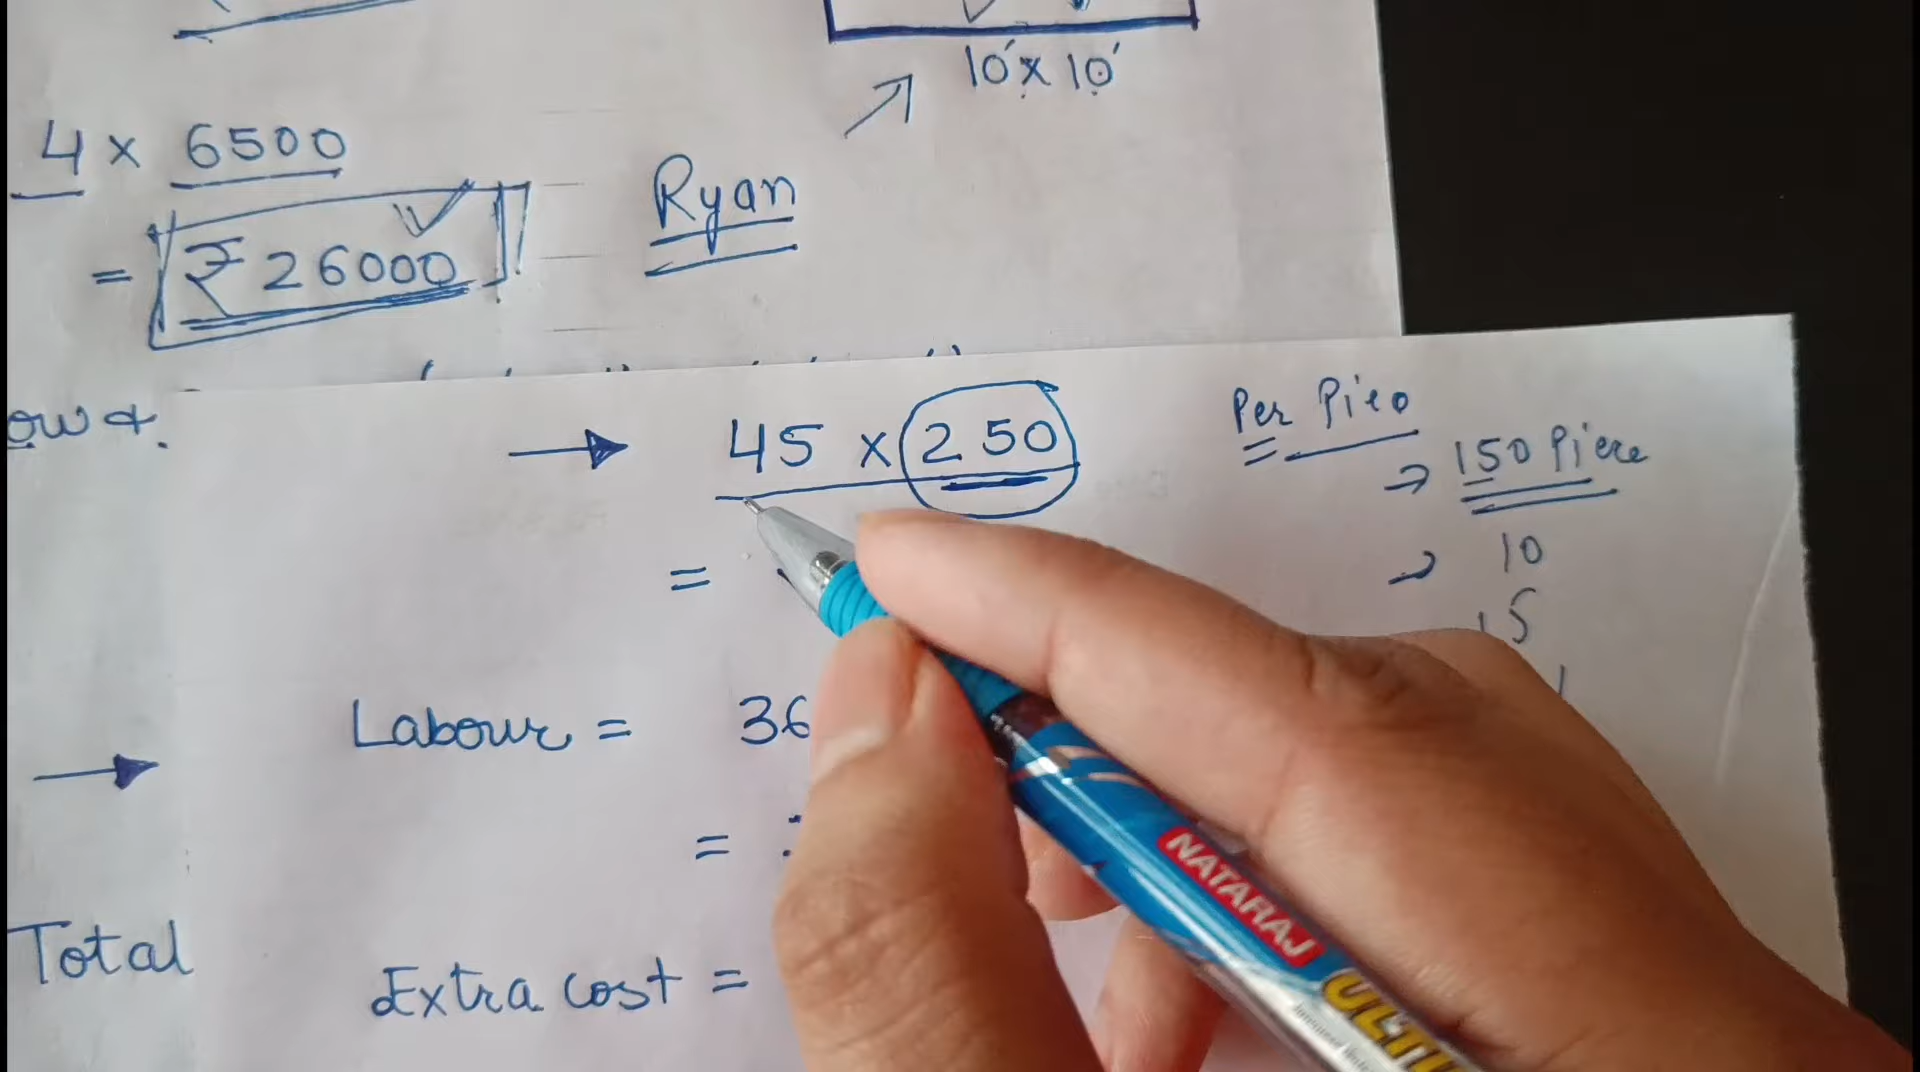 10' x 10'
4 x 6500
= ₹ 26000
Ryan
45 x 250
Per Piec
→ 150 Piece
=
→ 10
15
Labour = 36
=
Total
Extra cost =
NATARAJ